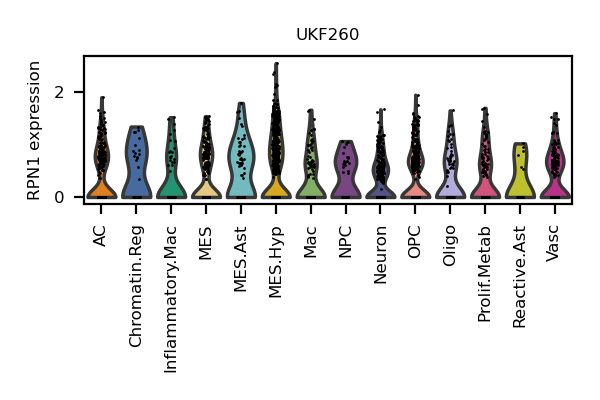 UKF260
RPN1 expression
2
0
AC
Chromatin.Reg
Inflammatory.Mac
MES
MES.Ast
MES.Hyp
Mac
NPC
Neuron
OPC
Oligo
Prolif.Metab
Reactive.Ast
Vasc